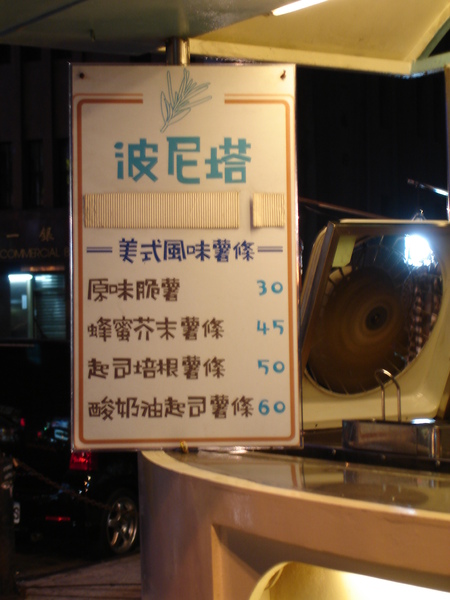 波尼塔
美式風味薯條
原味脆薯 30
蜂蜜芥末薯條 45
起司培根薯條 50
酸奶油起司薯條 60
COMMERCIAL